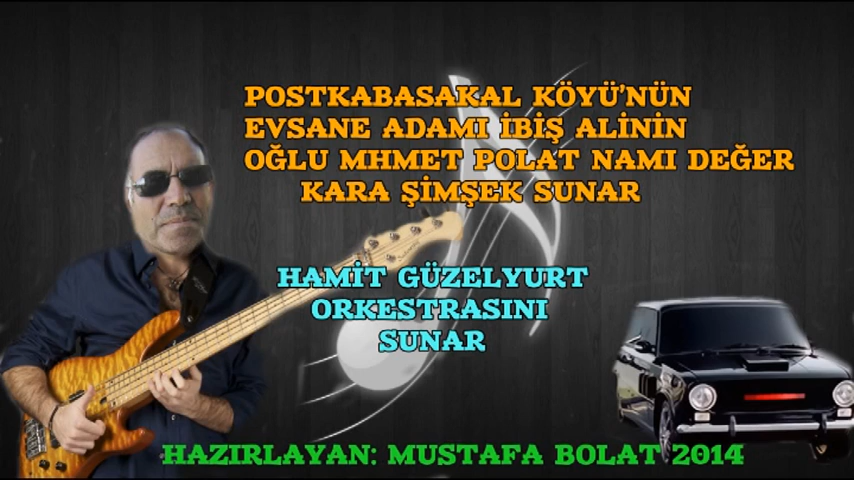 POSTKABASAKAL KÖYÜ'NÜN
EVSANE ADAMI İBİŞ ALİNİN
OĞLU MHMET POLAT NAMI DEĞER
KARA ŞİMŞEK SUNAR
HAMİT GÜZELYURT
ORKESTRASINI
SUNAR
HAZIRLAYAN: MUSTAFA BOLAT 2014